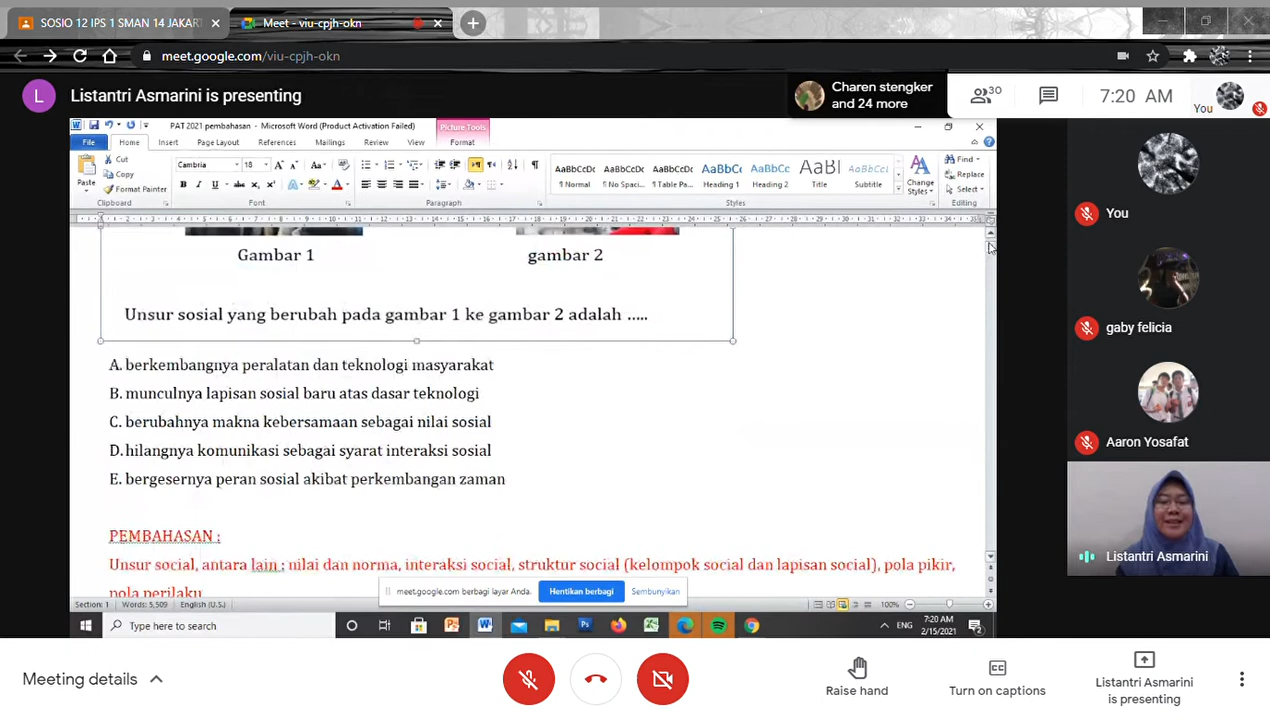 SOSIO 12 IPS 1 SMAN 14 JAKAR
Meet - viu-cpjh-okn
meet.google.com/viu-cpjh-okn
L
Listantri Asmarini is presenting
Charen stengker
and 24 more
30
7:20 AM
You
PAT 2021 pembahasan - Microsoft Word (Product Activation Failed)
Picture Tools
File Home Insert Page Layout References Mailings Review View Format
Cut
Copy
Format Painter
Paste
Clipboard
Cambria 18
Font
Paragraph
AaBbCcDc AaBbCcDc AaBbCcDc AaBbCc AaBbCc AaBl AaBbCcI
¶ Normal ¶ No Spaci... ¶ Table Pa... Heading 1 Heading 2 Title Subtitle
Change
Styles
Styles
Find
Replace
Select
Editing
Gambar 1 gambar 2
Unsur sosial yang berubah pada gambar 1 ke gambar 2 adalah .....
A. berkembangnya peralatan dan teknologi masyarakat
B. munculnya lapisan sosial baru atas dasar teknologi
C. berubahnya makna kebersamaan sebagai nilai sosial
D. hilangnya komunikasi sebagai syarat interaksi sosial
E. bergesernya peran sosial akibat perkembangan zaman
PEMBAHASAN :
Unsur social, antara lain : nilai dan norma, interaksi social, struktur social (kelompok social dan lapisan social), pola pikir,
pola perilaku
meet.google.com berbagi layar Anda. Hentikan berbagi Sembunyikan
Section: 1 Words: 5,509 English (U.S.) 100%
Type here to search
ENG
7:20 AM
2/15/2021
You
gaby felicia
Aaron Yosafat
Listantri Asmarini
Meeting details
Raise hand
Turn on captions
Listantri Asmarini
is presenting